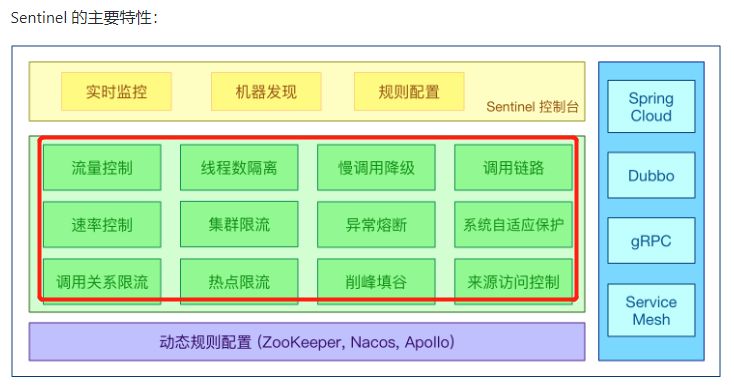 Sentinel 的主要特性：
实时监控
机器发现
规则配置
Sentinel 控制台
流量控制
线程数隔离
慢调用降级
调用链路
速率控制
集群限流
异常熔断
系统自适应保护
调用关系限流
热点限流
削峰填谷
来源访问控制
动态规则配置 (ZooKeeper, Nacos, Apollo)
Spring
Cloud
Dubbo
gRPC
Service
Mesh